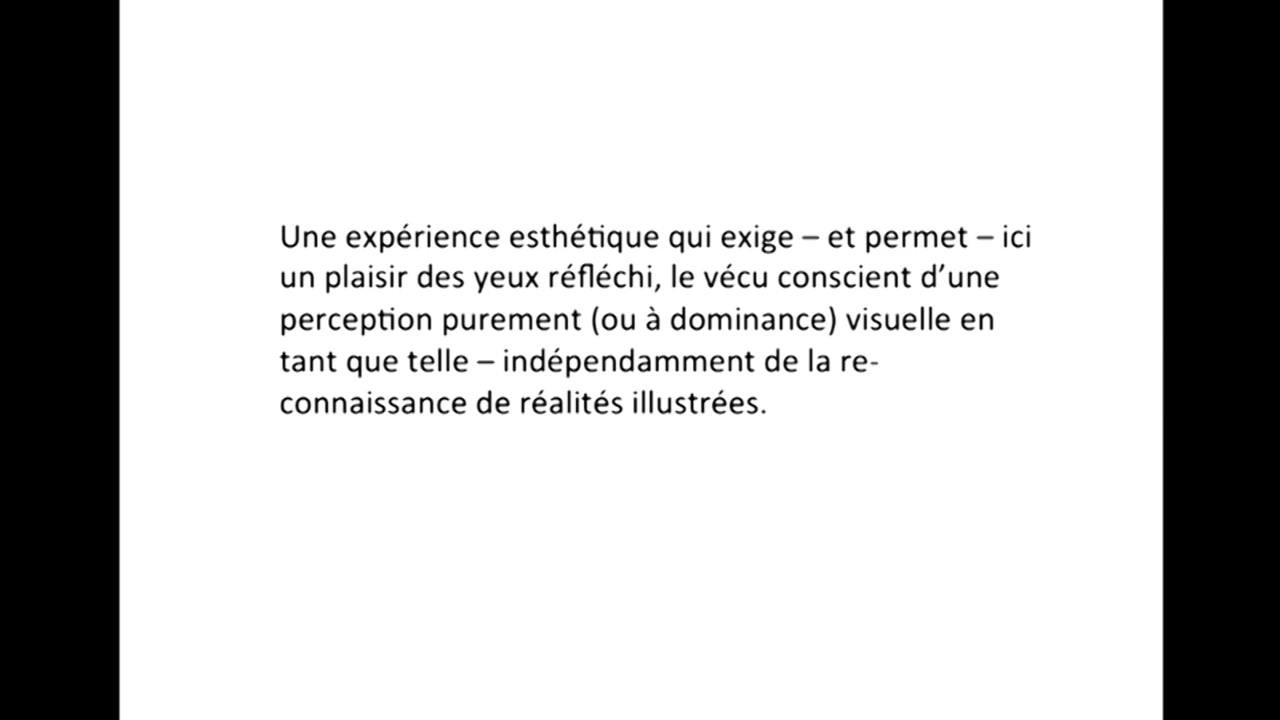 Une expérience esthétique qui exige – et permet – ici
un plaisir des yeux réfléchi, le vécu conscient d’une
perception purement (ou à dominance) visuelle en
tant que telle – indépendamment de la re-
connaissance de réalités illustrées.